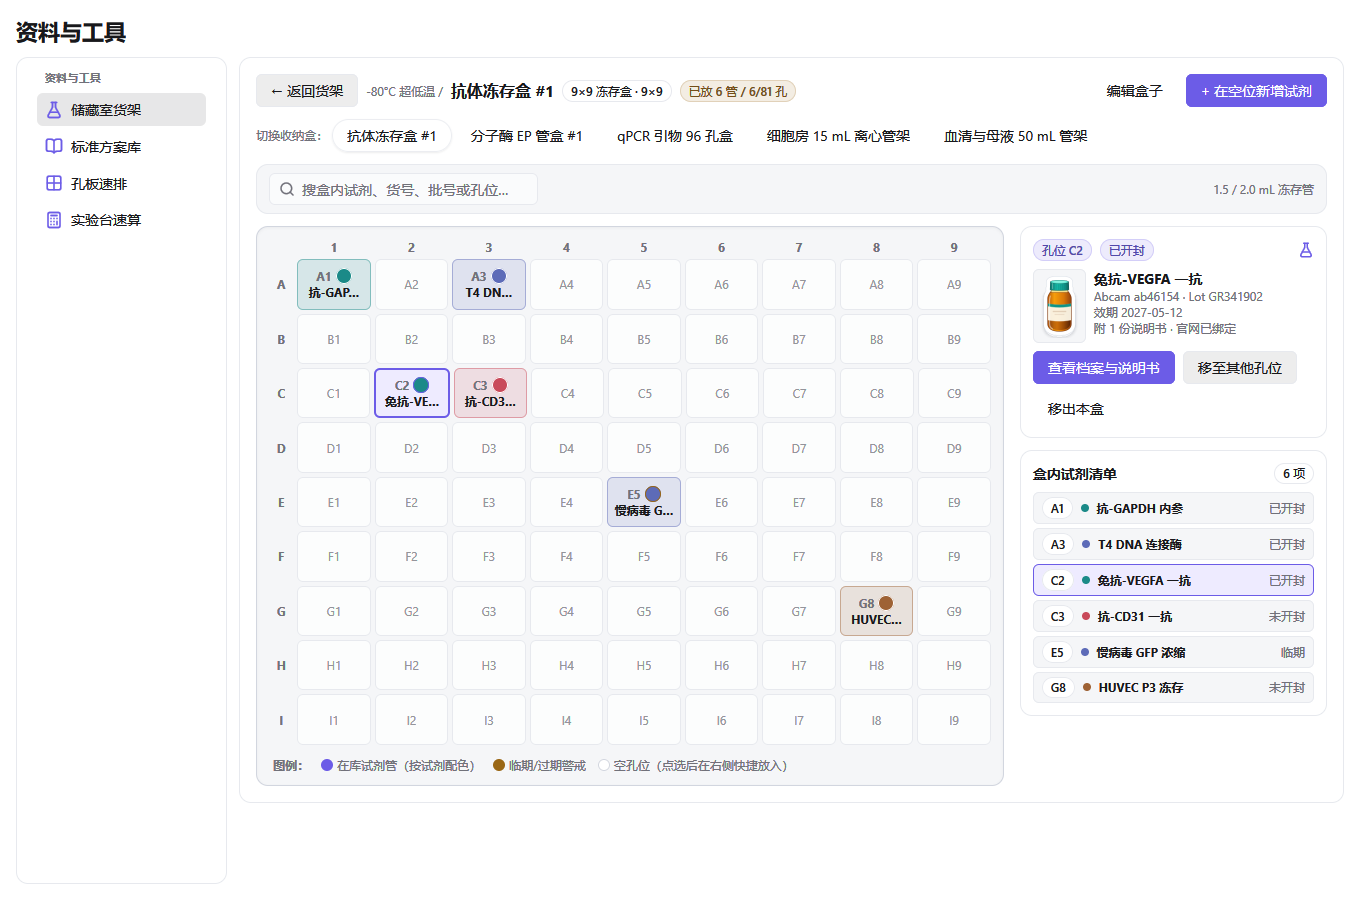 资料与工具
资料与工具
储藏室货架
标准方案库
孔板速排
实验台速算
← 返回货架
-80°C 超低温 /
抗体冻存盒 #1
9×9 冻存盒 · 9×9
已放 6 管 / 6/81 孔
编辑盒子
+ 在空位新增试剂
切换收纳盒:
抗体冻存盒 #1
分子酶 EP 管盒 #1
qPCR 引物 96 孔盒
细胞房 15 mL 离心管架
血清与母液 50 mL 管架
搜盒内试剂、货号、批号或孔位...
1.5 / 2.0 mL 冻存管
1 2 3 4 5 6 7 8 9
A
A1
抗-GAP...
A2
A3
T4 DN...
A4 A5 A6 A7 A8 A9
B B1 B2 B3 B4 B5 B6 B7 B8 B9
C C1
C2
兔抗-VE...
C3
抗-CD3...
C4 C5 C6 C7 C8 C9
D D1 D2 D3 D4 D5 D6 D7 D8 D9
E E1 E2 E3 E4
E5
慢病毒 G...
E6 E7 E8 E9
F F1 F2 F3 F4 F5 F6 F7 F8 F9
G G1 G2 G3 G4 G5 G6 G7
G8
HUVEC...
G9
H H1 H2 H3 H4 H5 H6 H7 H8 H9
I I1 I2 I3 I4 I5 I6 I7 I8 I9
图例:
在库试剂管（按试剂配色）
临期/过期警戒
空孔位（点选后在右侧快捷放入）
孔位 C2
已开封
兔抗-VEGFA 一抗
Abcam ab46154 · Lot GR341902
效期 2027-05-12
附 1 份说明书 · 官网已绑定
查看档案与说明书
移至其他孔位
移出本盒
盒内试剂清单
6 项
A1 抗-GAPDH 内参 已开封
A3 T4 DNA 连接酶 已开封
C2 兔抗-VEGFA 一抗 已开封
C3 抗-CD31 一抗 未开封
E5 慢病毒 GFP 浓缩 临期
G8 HUVEC P3 冻存 未开封